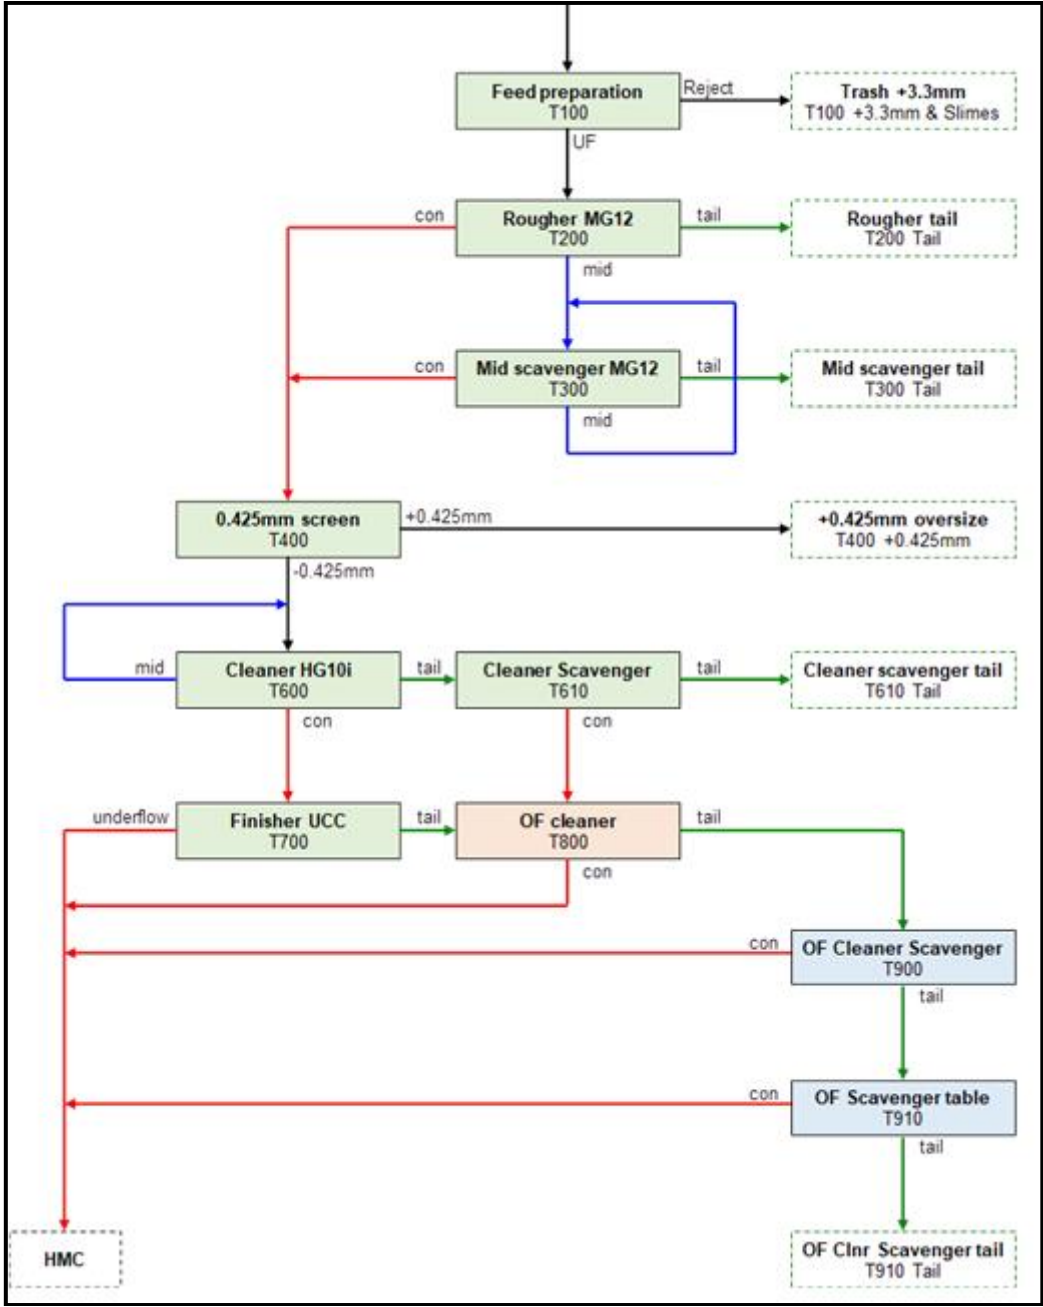 Feed preparation
T100
Reject
Trash +3.3mm
T100 +3.3mm & Slimes
UF
con
Rougher MG12
T200
tail
Rougher tail
T200 Tail
mid
con
Mid scavenger MG12
T300
tail
Mid scavenger tail
T300 Tail
mid
0.425mm screen
T400
+0.425mm
+0.425mm oversize
T400 +0.425mm
-0.425mm
mid
Cleaner HG10i
T600
tail
Cleaner Scavenger
T610
tail
Cleaner scavenger tail
T610 Tail
con
con
underflow
Finisher UCC
T700
tail
OF cleaner
T800
tail
con
con
OF Cleaner Scavenger
T900
tail
con
OF Scavenger table
T910
tail
HMC
OF Clnr Scavenger tail
T910 Tail